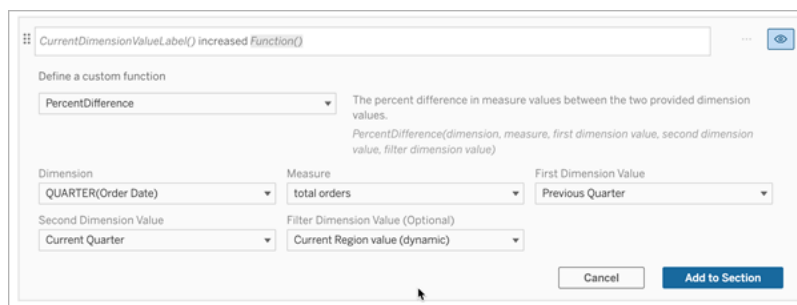 CurrentDimensionValueLabel() increased Function()
Define a custom function
PercentDifference
The percent difference in measure values between the two provided dimension
values.
PercentDifference(dimension, measure, first dimension value, second dimension
value, filter dimension value)
Dimension Measure First Dimension Value
QUARTER(Order Date) total orders Previous Quarter
Second Dimension Value Filter Dimension Value (Optional)
Current Quarter Current Region value (dynamic)
Cancel Add to Section